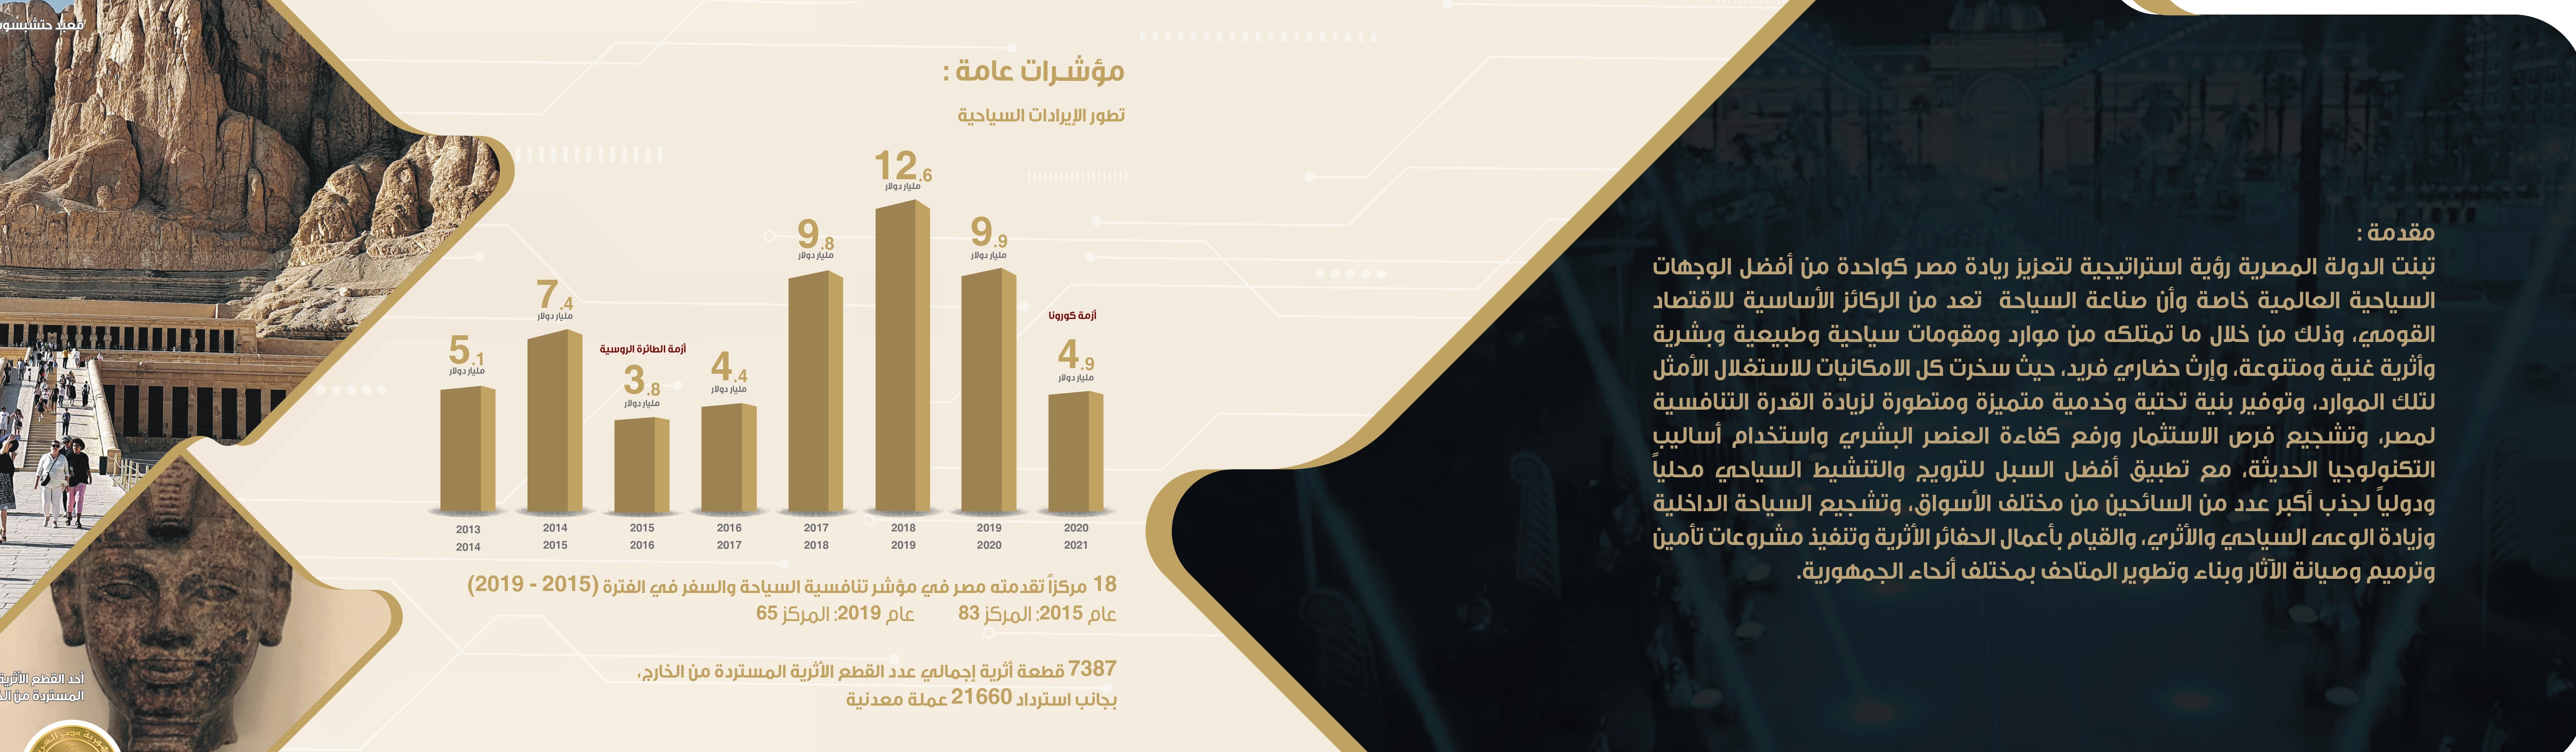 مقدمة :
تبنت الدولة المصرية رؤية استراتيجية لتعزيز ريادة مصر كواحدة من أفضل الوجهات
السياحية العالمية خاصة وأن صناعة السياحة تعد من الركائز الأساسية للاقتصاد
القومي، وذلك من خلال ما تمتلكه من موارد ومقومات سياحية وطبيعية وبشرية
وأثرية غنية ومتنوعة، وإرث حضاري فريد، حيث سخرت كل الامكانيات للاستغلال الأمثل
لتلك الموارد، وتوفير بنية تحتية وخدمية متميزة ومتطورة لزيادة القدرة التنافسية
لمصر، وتشجيع فرص الاستثمار ورفع كفاءة العنصر البشري واستخدام أساليب
التكنولوجيا الحديثة، مع تطبيق أفضل السبل للترويج والتنشيط السياحي محلياً
ودولياً لجذب أكبر عدد من السائحين من مختلف الأسواق، وتشجيع السياحة الداخلية
وزيادة الوعى السياحي والأثري، والقيام بأعمال الحفائر الأثرية وتنفيذ مشروعات تأمين
وترميم وصيانة الآثار وبناء وتطوير المتاحف بمختلف أنحاء الجمهورية.
مؤشرات عامة :
تطور الإيرادات السياحية
5.1
مليار دولار
2013
2014
7.4
مليار دولار
2014
2015
أزمة الطائرة الروسية
3.8
مليار دولار
2015
2016
4.4
مليار دولار
2016
2017
9.8
مليار دولار
2017
2018
12.6
مليار دولار
2018
2019
9.9
مليار دولار
2019
2020
أزمة كورونا
4.9
مليار دولار
2020
2021
18 مركزاً تقدمته مصر في مؤشر تنافسية السياحة والسفر في الفترة (2015 - 2019)
عام 2015: المركز 83 عام 2019: المركز 65
7387 قطعة أثرية إجمالي عدد القطع الأثرية المستردة من الخارج،
بجانب استرداد 21660 عملة معدنية
معبد
أحد القطع الأثرية
المستردة من